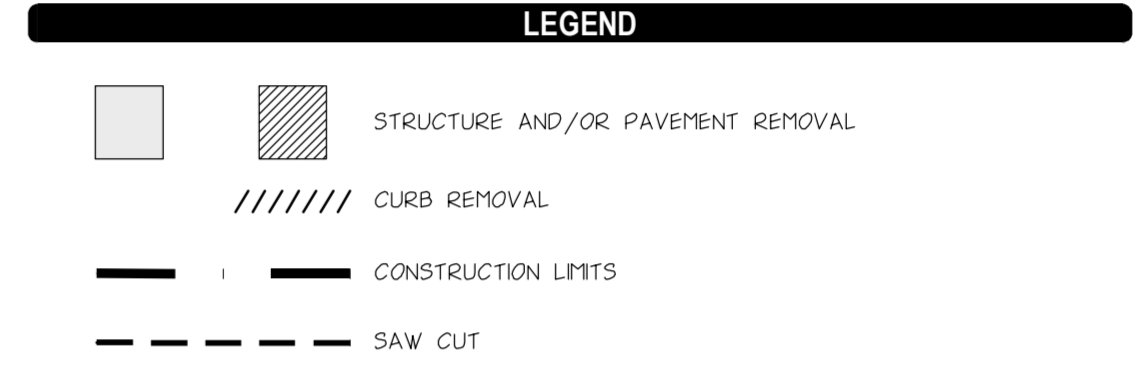 LEGEND
STRUCTURE AND/OR PAVEMENT REMOVAL
CURB REMOVAL
CONSTRUCTION LIMITS
SAW CUT